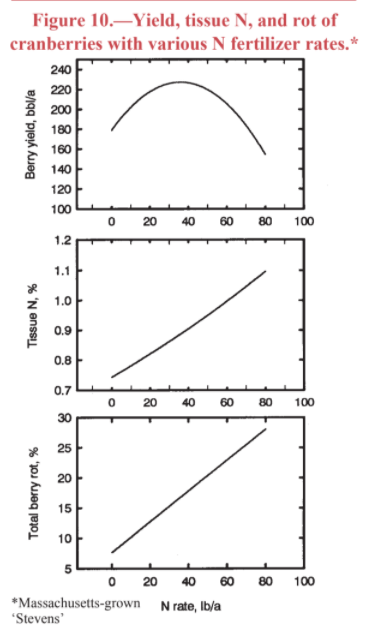 Figure 10.—Yield, tissue N, and rot of
cranberries with various N fertilizer rates.*
Berry yield, bbl/a
240
220
200
180
160
140
120
100
0 20 40 60 80 100
Tissue N, %
1.2
1.1
1.0
0.9
0.8
0.7
0 20 40 60 80 100
Total berry rot, %
30
25
20
15
10
5
0 20 40 60 80 100
N rate, lb/a
*Massachusetts-grown
‘Stevens’